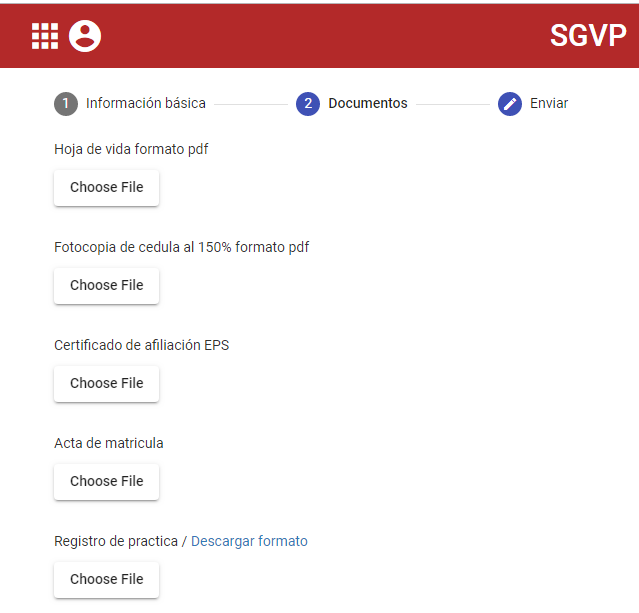 SGVP
1 Información básica
2 Documentos
Enviar
Hoja de vida formato pdf
Choose File
Fotocopia de cedula al 150% formato pdf
Choose File
Certificado de afiliación EPS
Choose File
Acta de matricula
Choose File
Registro de practica / Descargar formato
Choose File